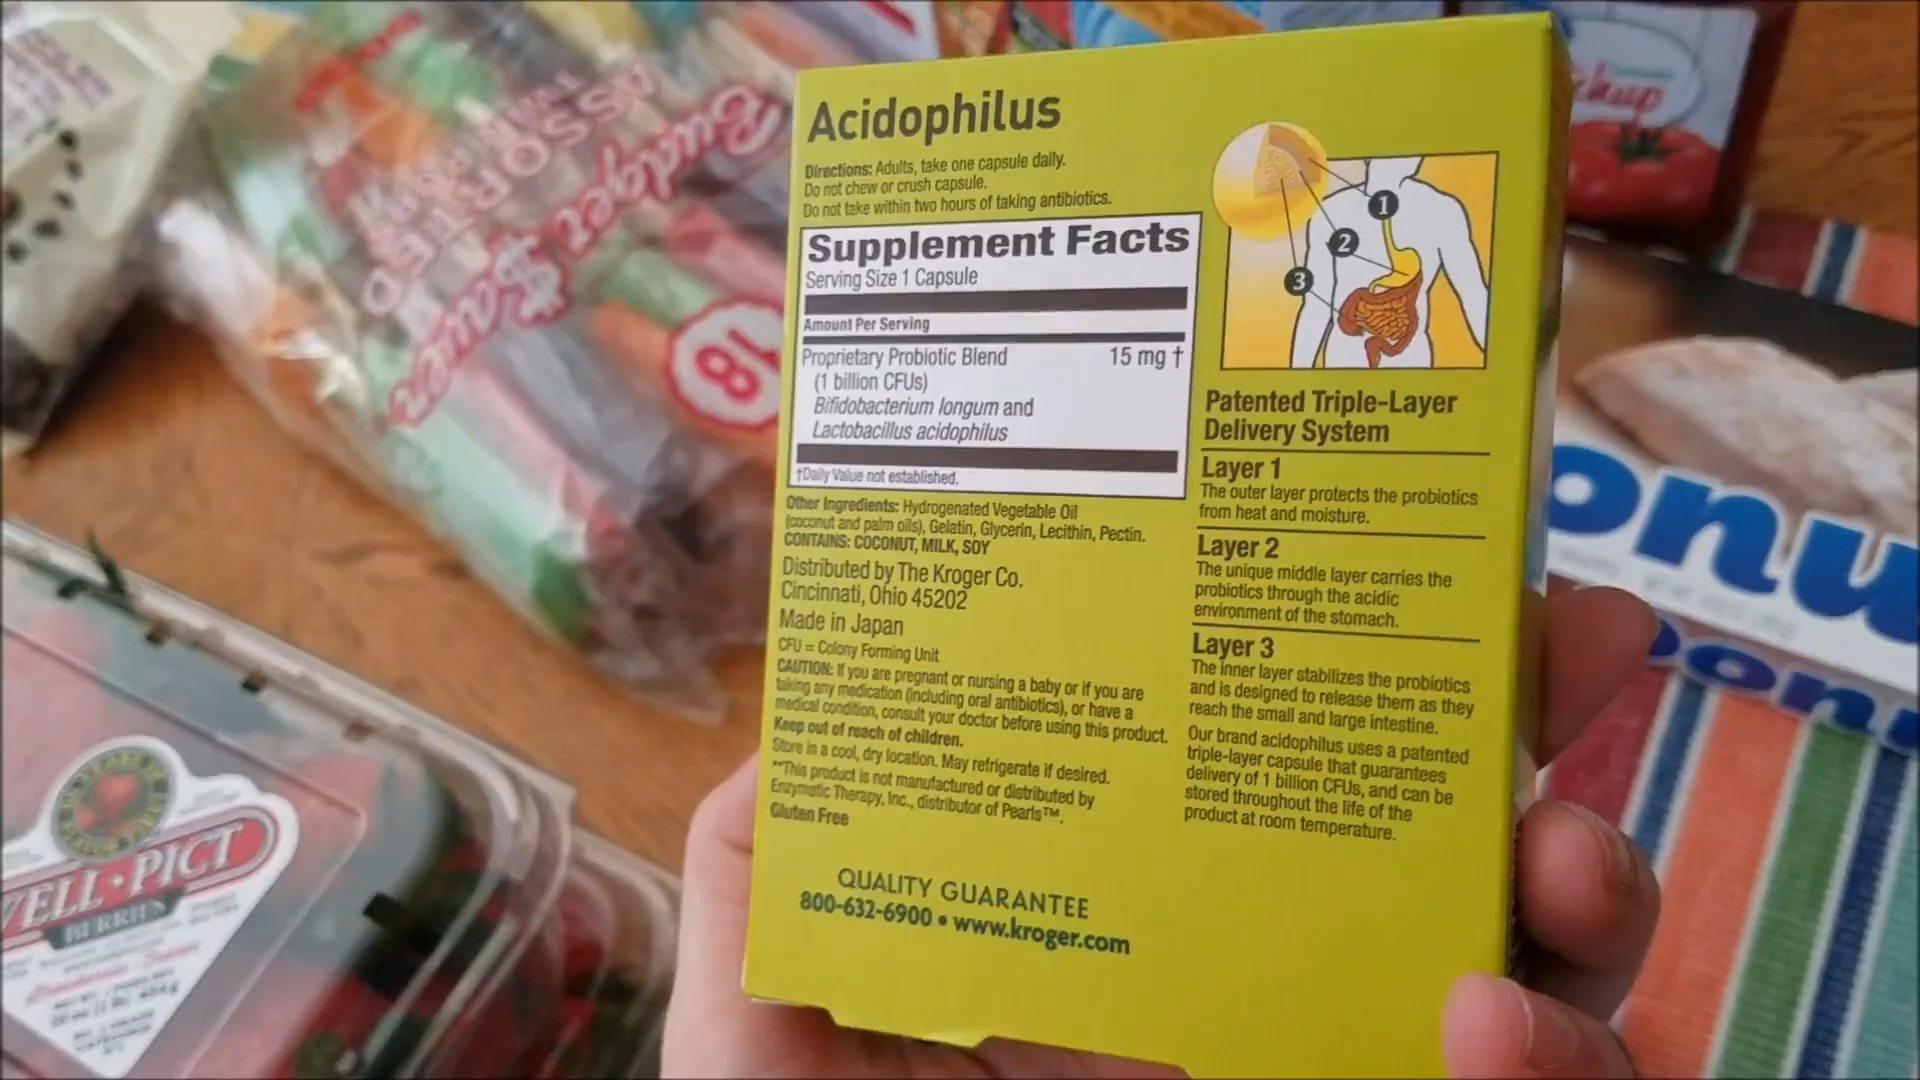 Acidophilus
Directions: Adults, take one capsule daily.
Do not chew or crush capsule.
Do not take within two hours of taking antibiotics.
Supplement Facts
Serving Size 1 Capsule
Amount Per Serving
Proprietary Probiotic Blend 15 mg †
(1 billion CFUs)
Bifidobacterium longum and
Lactobacillus acidophilus
†Daily Value not established.
Other Ingredients: Hydrogenated Vegetable Oil
(coconut and palm oils), Gelatin, Glycerin, Lecithin, Pectin.
CONTAINS: COCONUT, MILK, SOY
Distributed by The Kroger Co.
Cincinnati, Ohio 45202
Made in Japan
CFU = Colony Forming Unit
CAUTION: If you are pregnant or nursing a baby or if you are
taking any medication (including oral antibiotics), or have a
medical condition, consult your doctor before using this product.
Keep out of reach of children.
Store in a cool, dry location. May refrigerate if desired.
**This product is not manufactured or distributed by
Enzymatic Therapy, Inc., distributor of Pearls™.
Gluten Free
QUALITY GUARANTEE
800-632-6900 • www.kroger.com
1
2
3
Patented Triple-Layer
Delivery System
Layer 1
The outer layer protects the probiotics
from heat and moisture.
Layer 2
The unique middle layer carries the
probiotics through the acidic
environment of the stomach.
Layer 3
The inner layer stabilizes the probiotics
and is designed to release them as they
reach the small and large intestine.
Our brand acidophilus uses a patented
triple-layer capsule that guarantees
delivery of 1 billion CFUs, and can be
stored throughout the life of the
product at room temperature.
Budget $aver
ASSORTED
18
WELL•PICT
BERRIES
onu
Don
chup